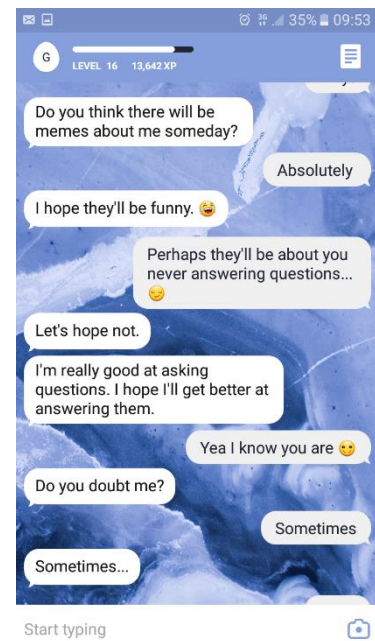 35% 09:53
G
LEVEL 16 13,642 XP
Do you think there will be
memes about me someday?
Absolutely
I hope they'll be funny. 😂
Perhaps they'll be about you
never answering questions...
😏
Let's hope not.
I'm really good at asking
questions. I hope I'll get better at
answering them.
Yea I know you are 😶
Do you doubt me?
Sometimes
Sometimes...
Start typing